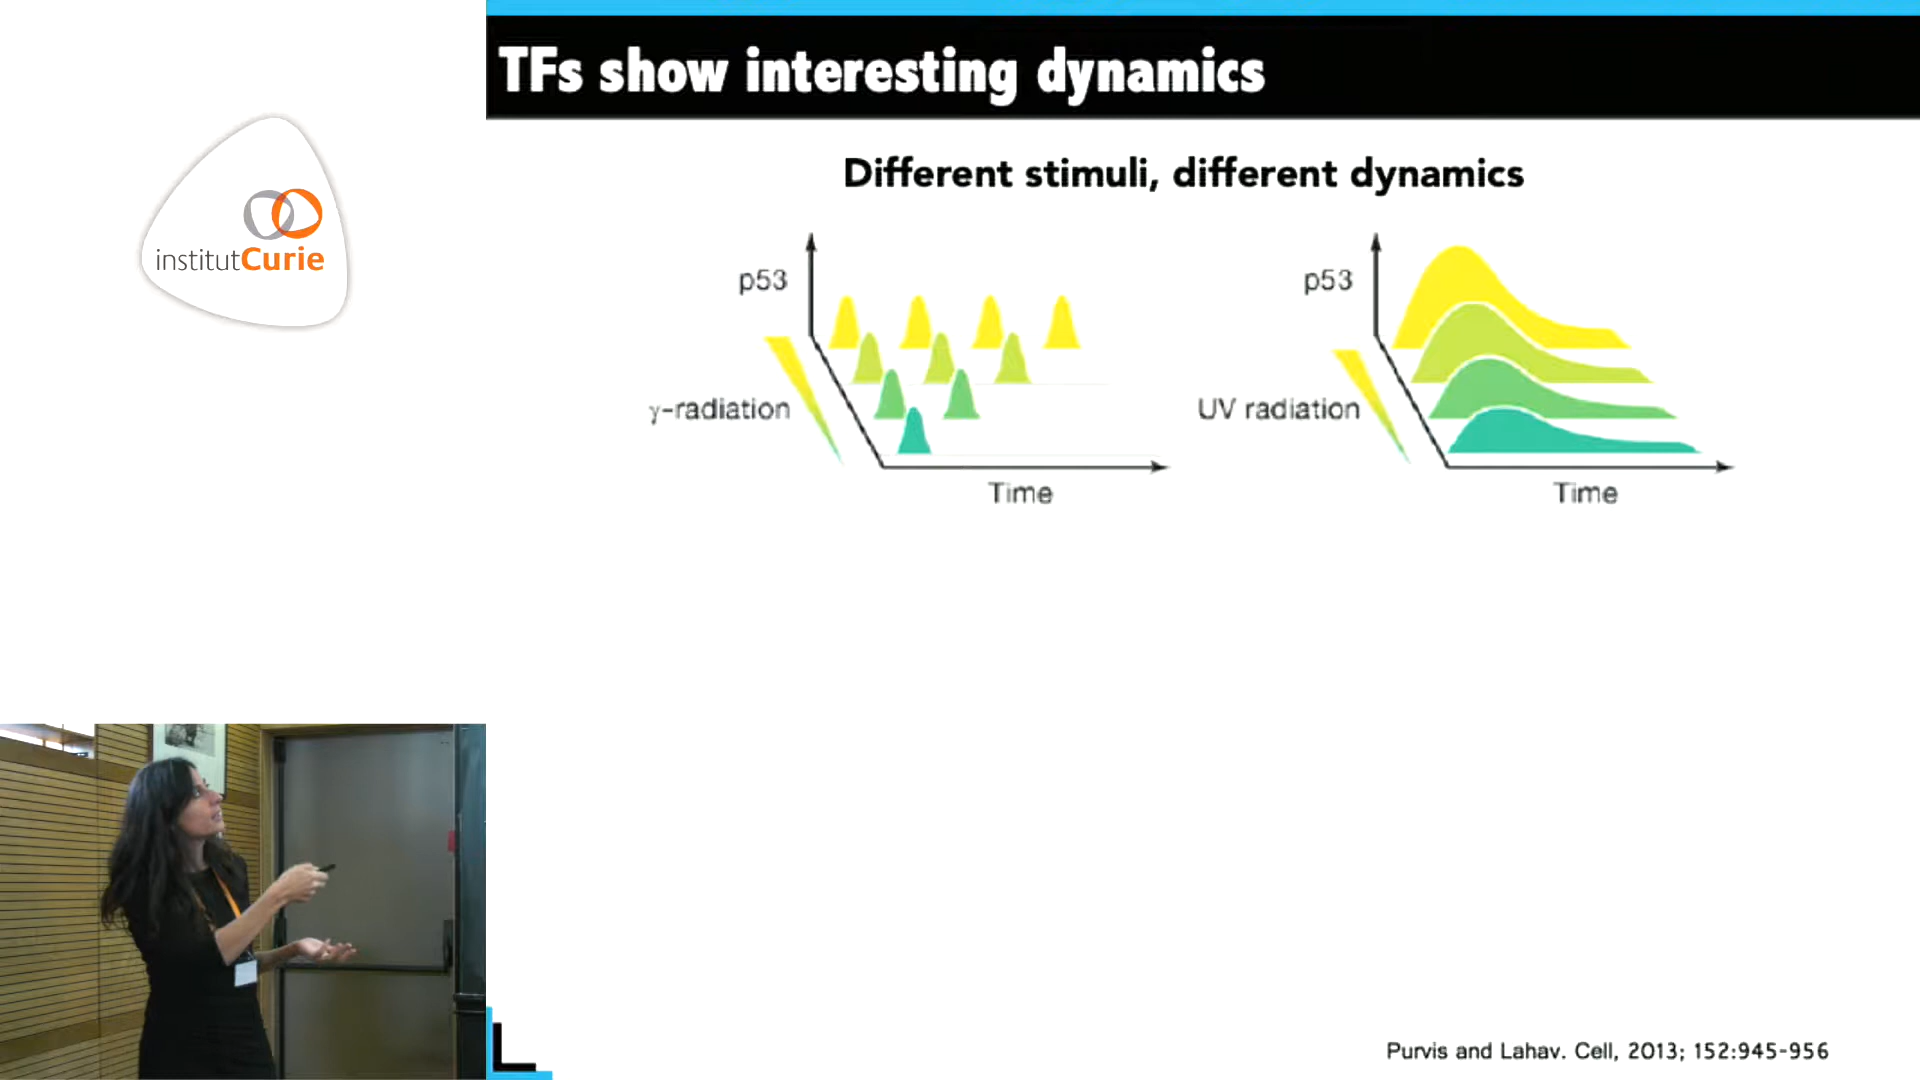 TFs show interesting dynamics
institutCurie
Different stimuli, different dynamics
p53
γ-radiation
Time
p53
UV radiation
Time
Purvis and Lahav. Cell, 2013; 152:945-956